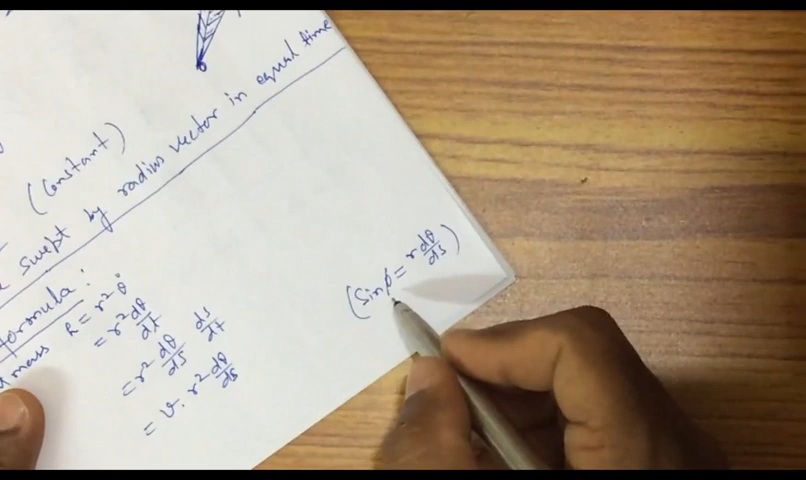 (Constant)
swept by radius vector in equal time
formula:
mass h = r² θ̇
= r² dθ/dt
= r² dθ/ds ds/dt
= v. r² dθ/ds
(Sinφ = r dθ/ds)